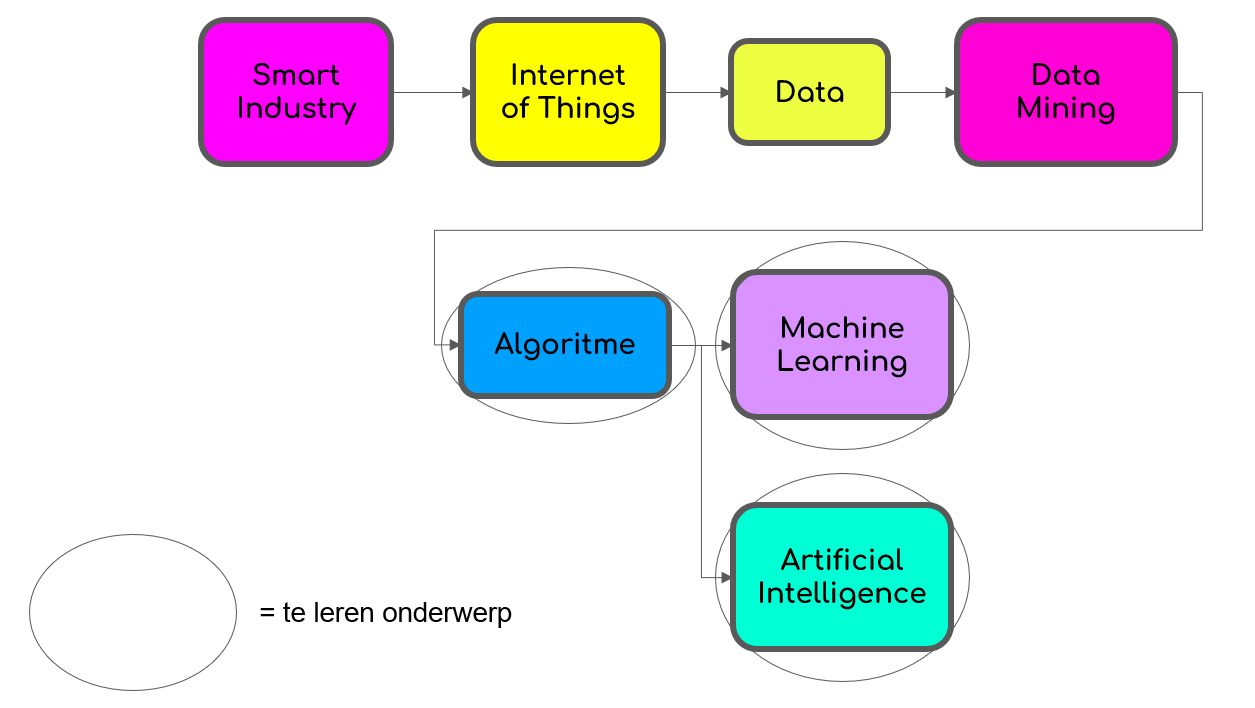 Smart
Industry
Internet
of Things
Data
Data
Mining
Algoritme
Machine
Learning
Artificial
Intelligence
= te leren onderwerp